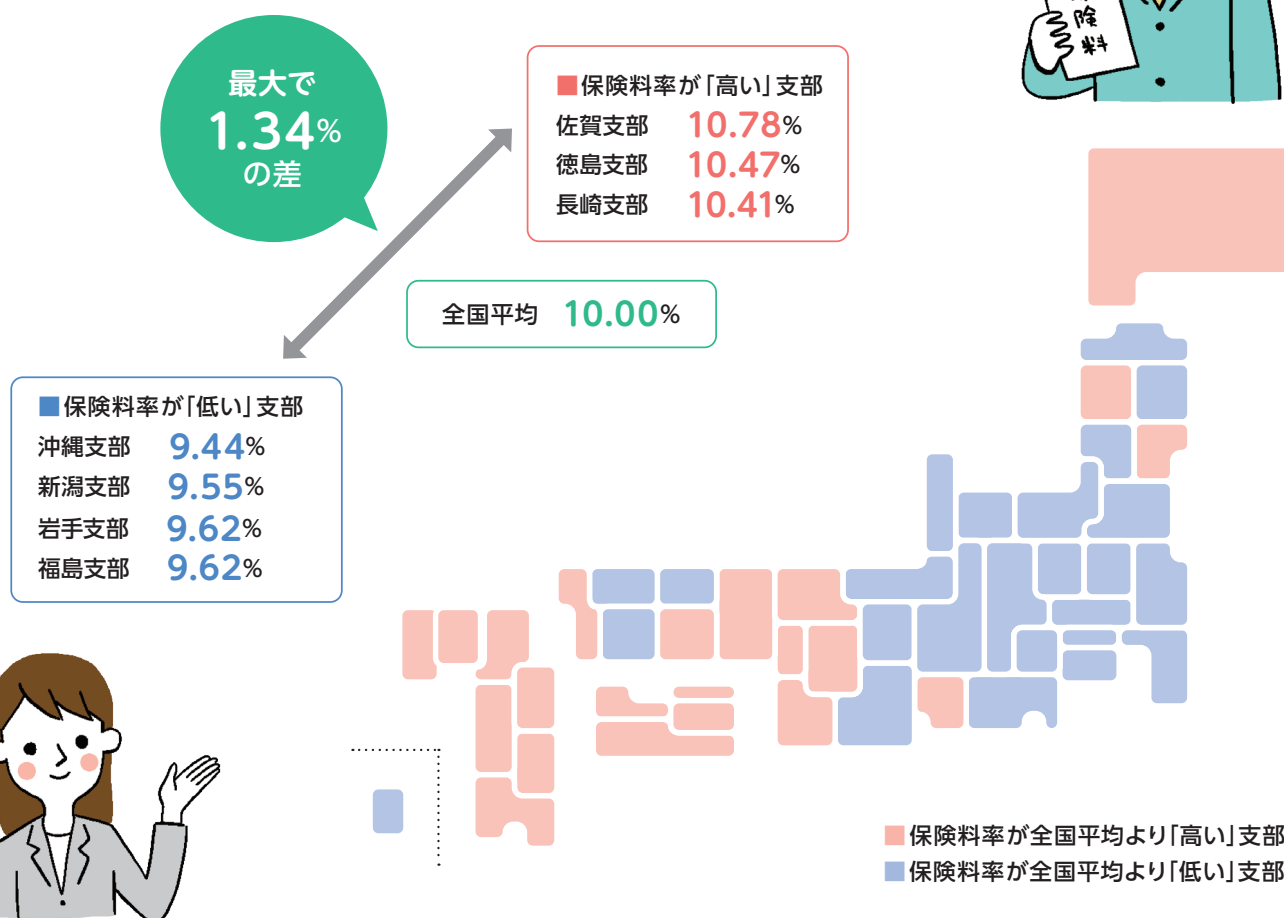 険
料
最大で
1.34%
の差
■保険料率が「高い」支部
佐賀支部 10.78%
徳島支部 10.47%
長崎支部 10.41%
全国平均 10.00%
■保険料率が「低い」支部
沖縄支部 9.44%
新潟支部 9.55%
岩手支部 9.62%
福島支部 9.62%
■保険料率が全国平均より「高い」支部
■保険料率が全国平均より「低い」支部